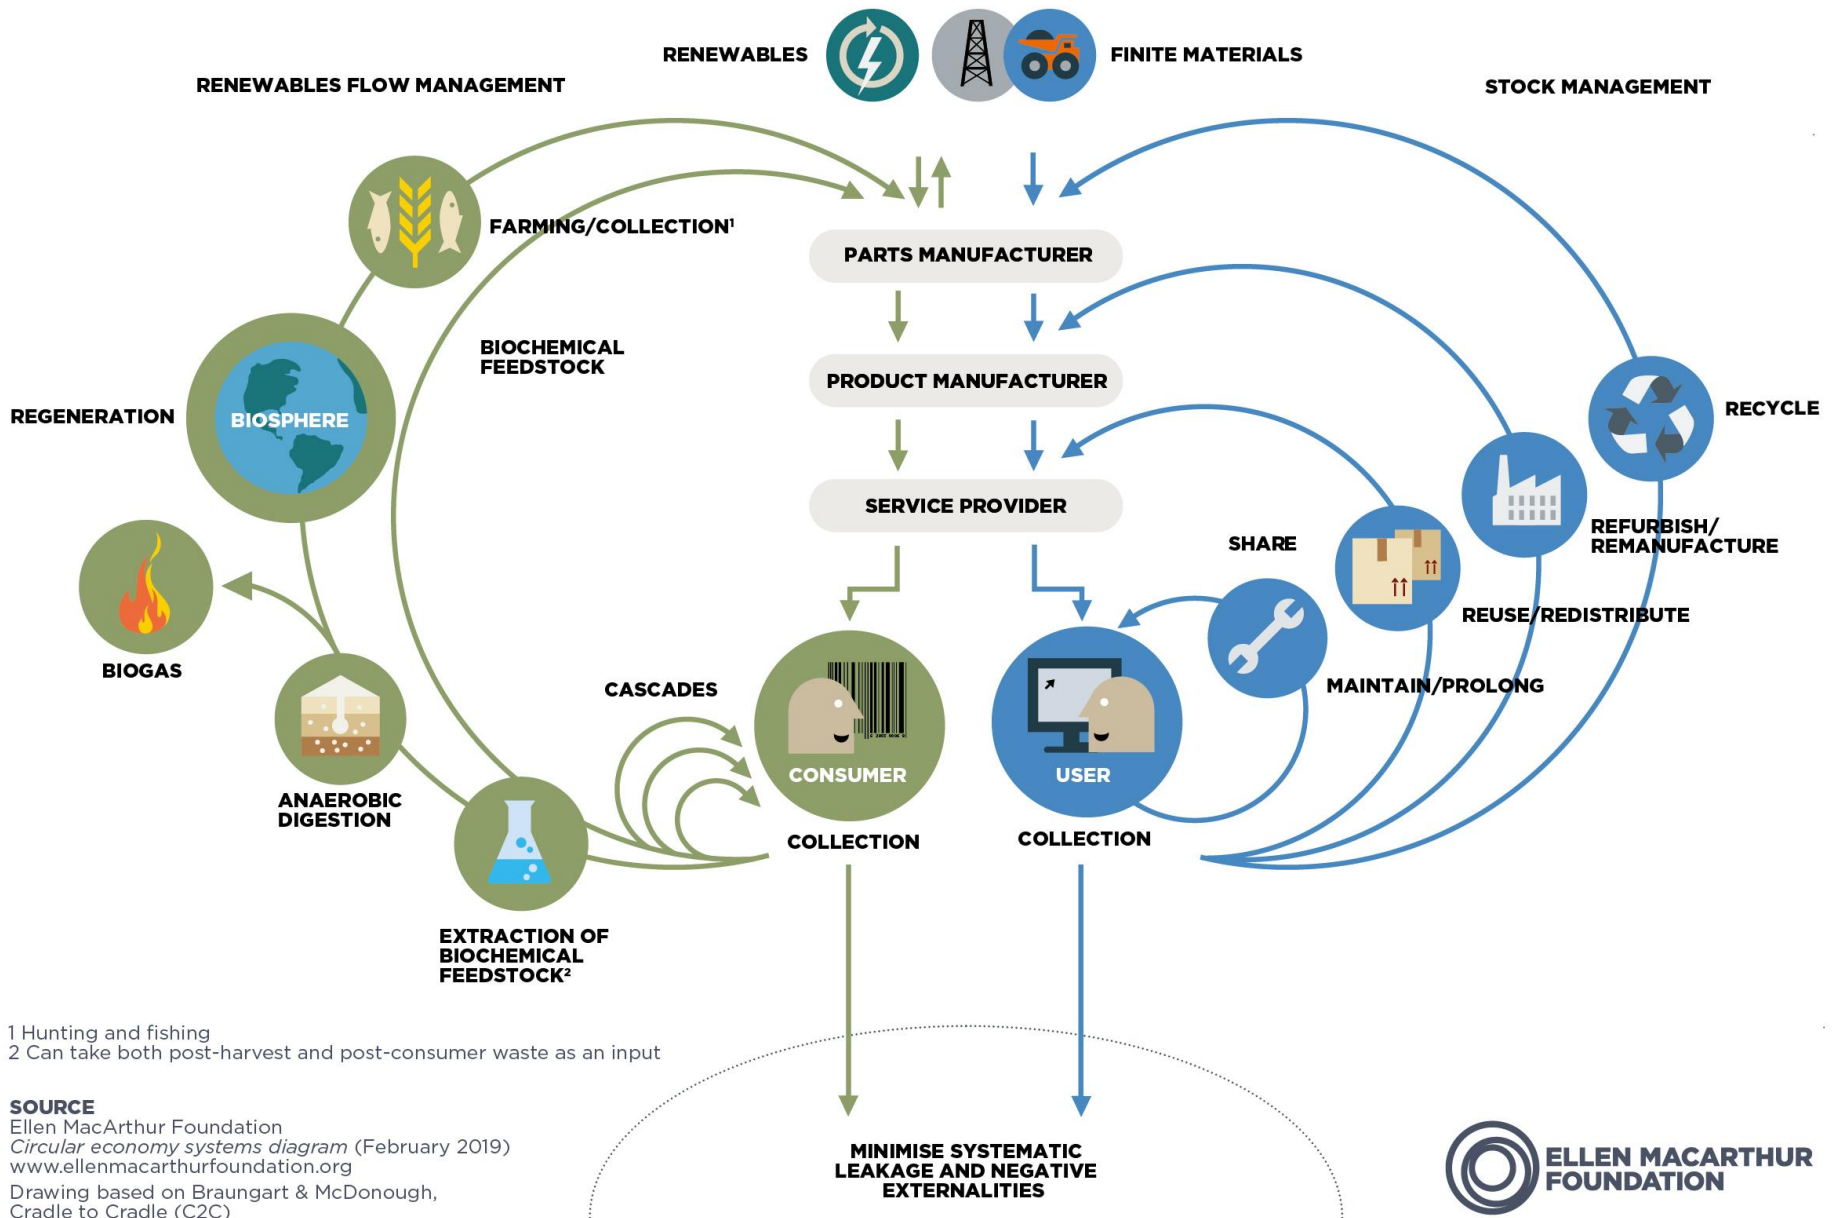 RENEWABLES
FINITE MATERIALS
RENEWABLES FLOW MANAGEMENT
STOCK MANAGEMENT
FARMING/COLLECTION¹
PARTS MANUFACTURER
BIOCHEMICAL
FEEDSTOCK
PRODUCT MANUFACTURER
REGENERATION
BIOSPHERE
RECYCLE
SERVICE PROVIDER
REFURBISH/
REMANUFACTURE
SHARE
REUSE/REDISTRIBUTE
BIOGAS
MAINTAIN/PROLONG
CASCADES
CONSUMER
USER
ANAEROBIC
DIGESTION
COLLECTION
COLLECTION
EXTRACTION OF
BIOCHEMICAL
FEEDSTOCK²
1 Hunting and fishing
2 Can take both post-harvest and post-consumer waste as an input
SOURCE
Ellen MacArthur Foundation
Circular economy systems diagram (February 2019)
www.ellenmacarthurfoundation.org
Drawing based on Braungart & McDonough,
Cradle to Cradle (C2C)
MINIMISE SYSTEMATIC
LEAKAGE AND NEGATIVE
EXTERNALITIES
ELLEN MACARTHUR
FOUNDATION